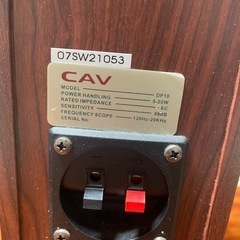 07SW21053
CAV
MODEL DP10
POWER HANDLING 5-20W
RATED IMPEDANCE 8Ω
SENSITIVITY 88dB
FREQUENCY SCOPE 120Hz-20KHz
SERIAL No: